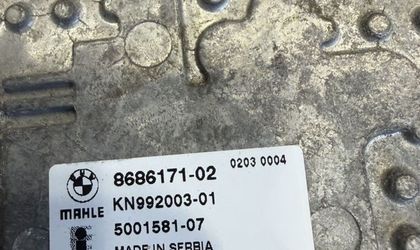 0203 0004
8686171-02
MAHLE KN992003-01
5001581-07
MADE IN SERBIA